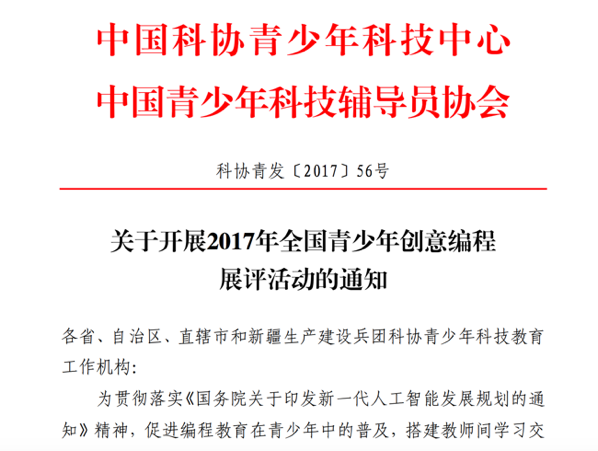 中国科协青少年科技中心
中国青少年科技辅导员协会
科协青发〔2017〕56号
关于开展2017年全国青少年创意编程
展评活动的通知
各省、自治区、直辖市和新疆生产建设兵团科协青少年科技教育
工作机构：
为贯彻落实《国务院关于印发新一代人工智能发展规划的通
知》精神，促进编程教育在青少年中的普及，搭建教师间学习交